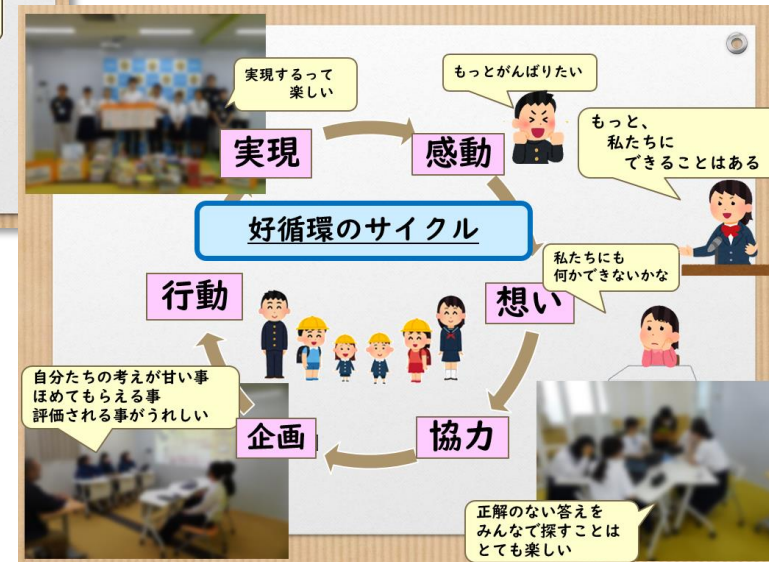 実現するって
楽しい
もっとがんばりたい
もっと、
私たちに
できることはある
実現
感動
好循環のサイクル
私たちにも
何かできないかな
行動
想い
自分たちの考えが甘い事
ほめてもらえる事
評価される事がうれしい
企画
協力
正解のない答えを
みんなで探すことは
とても楽しい